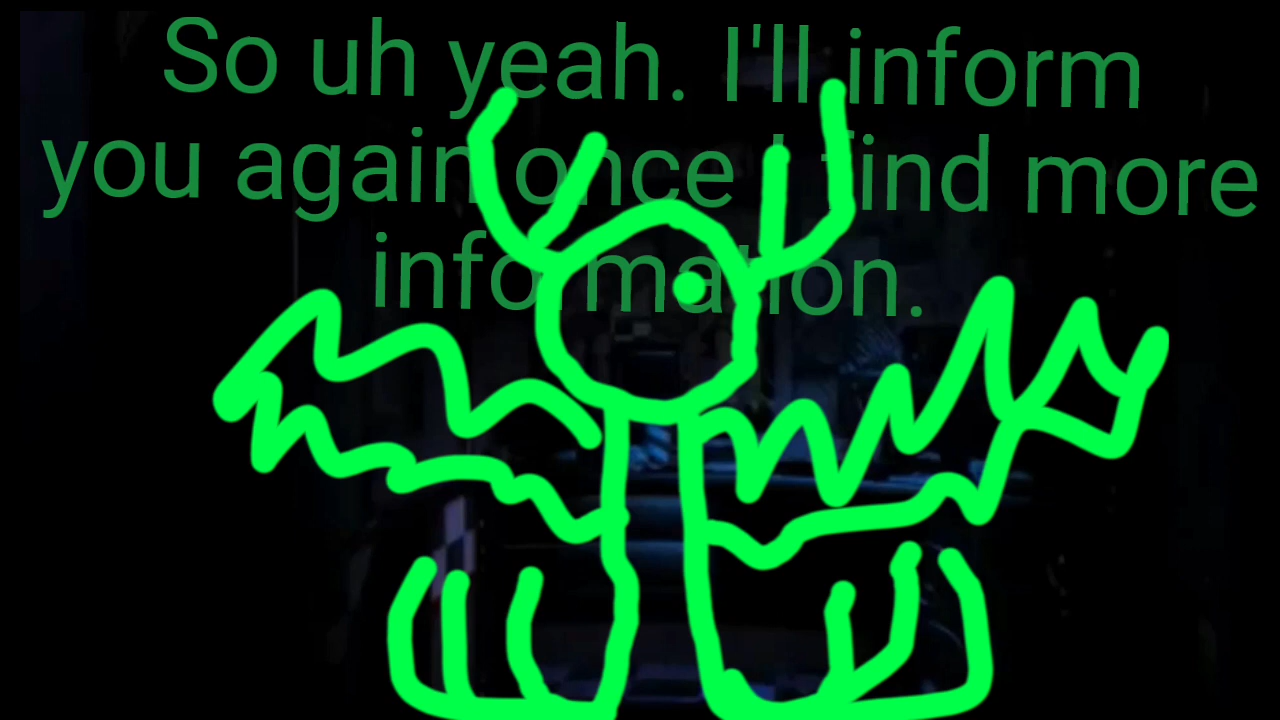 So uh yeah. I'll inform
you again once I find more
information.